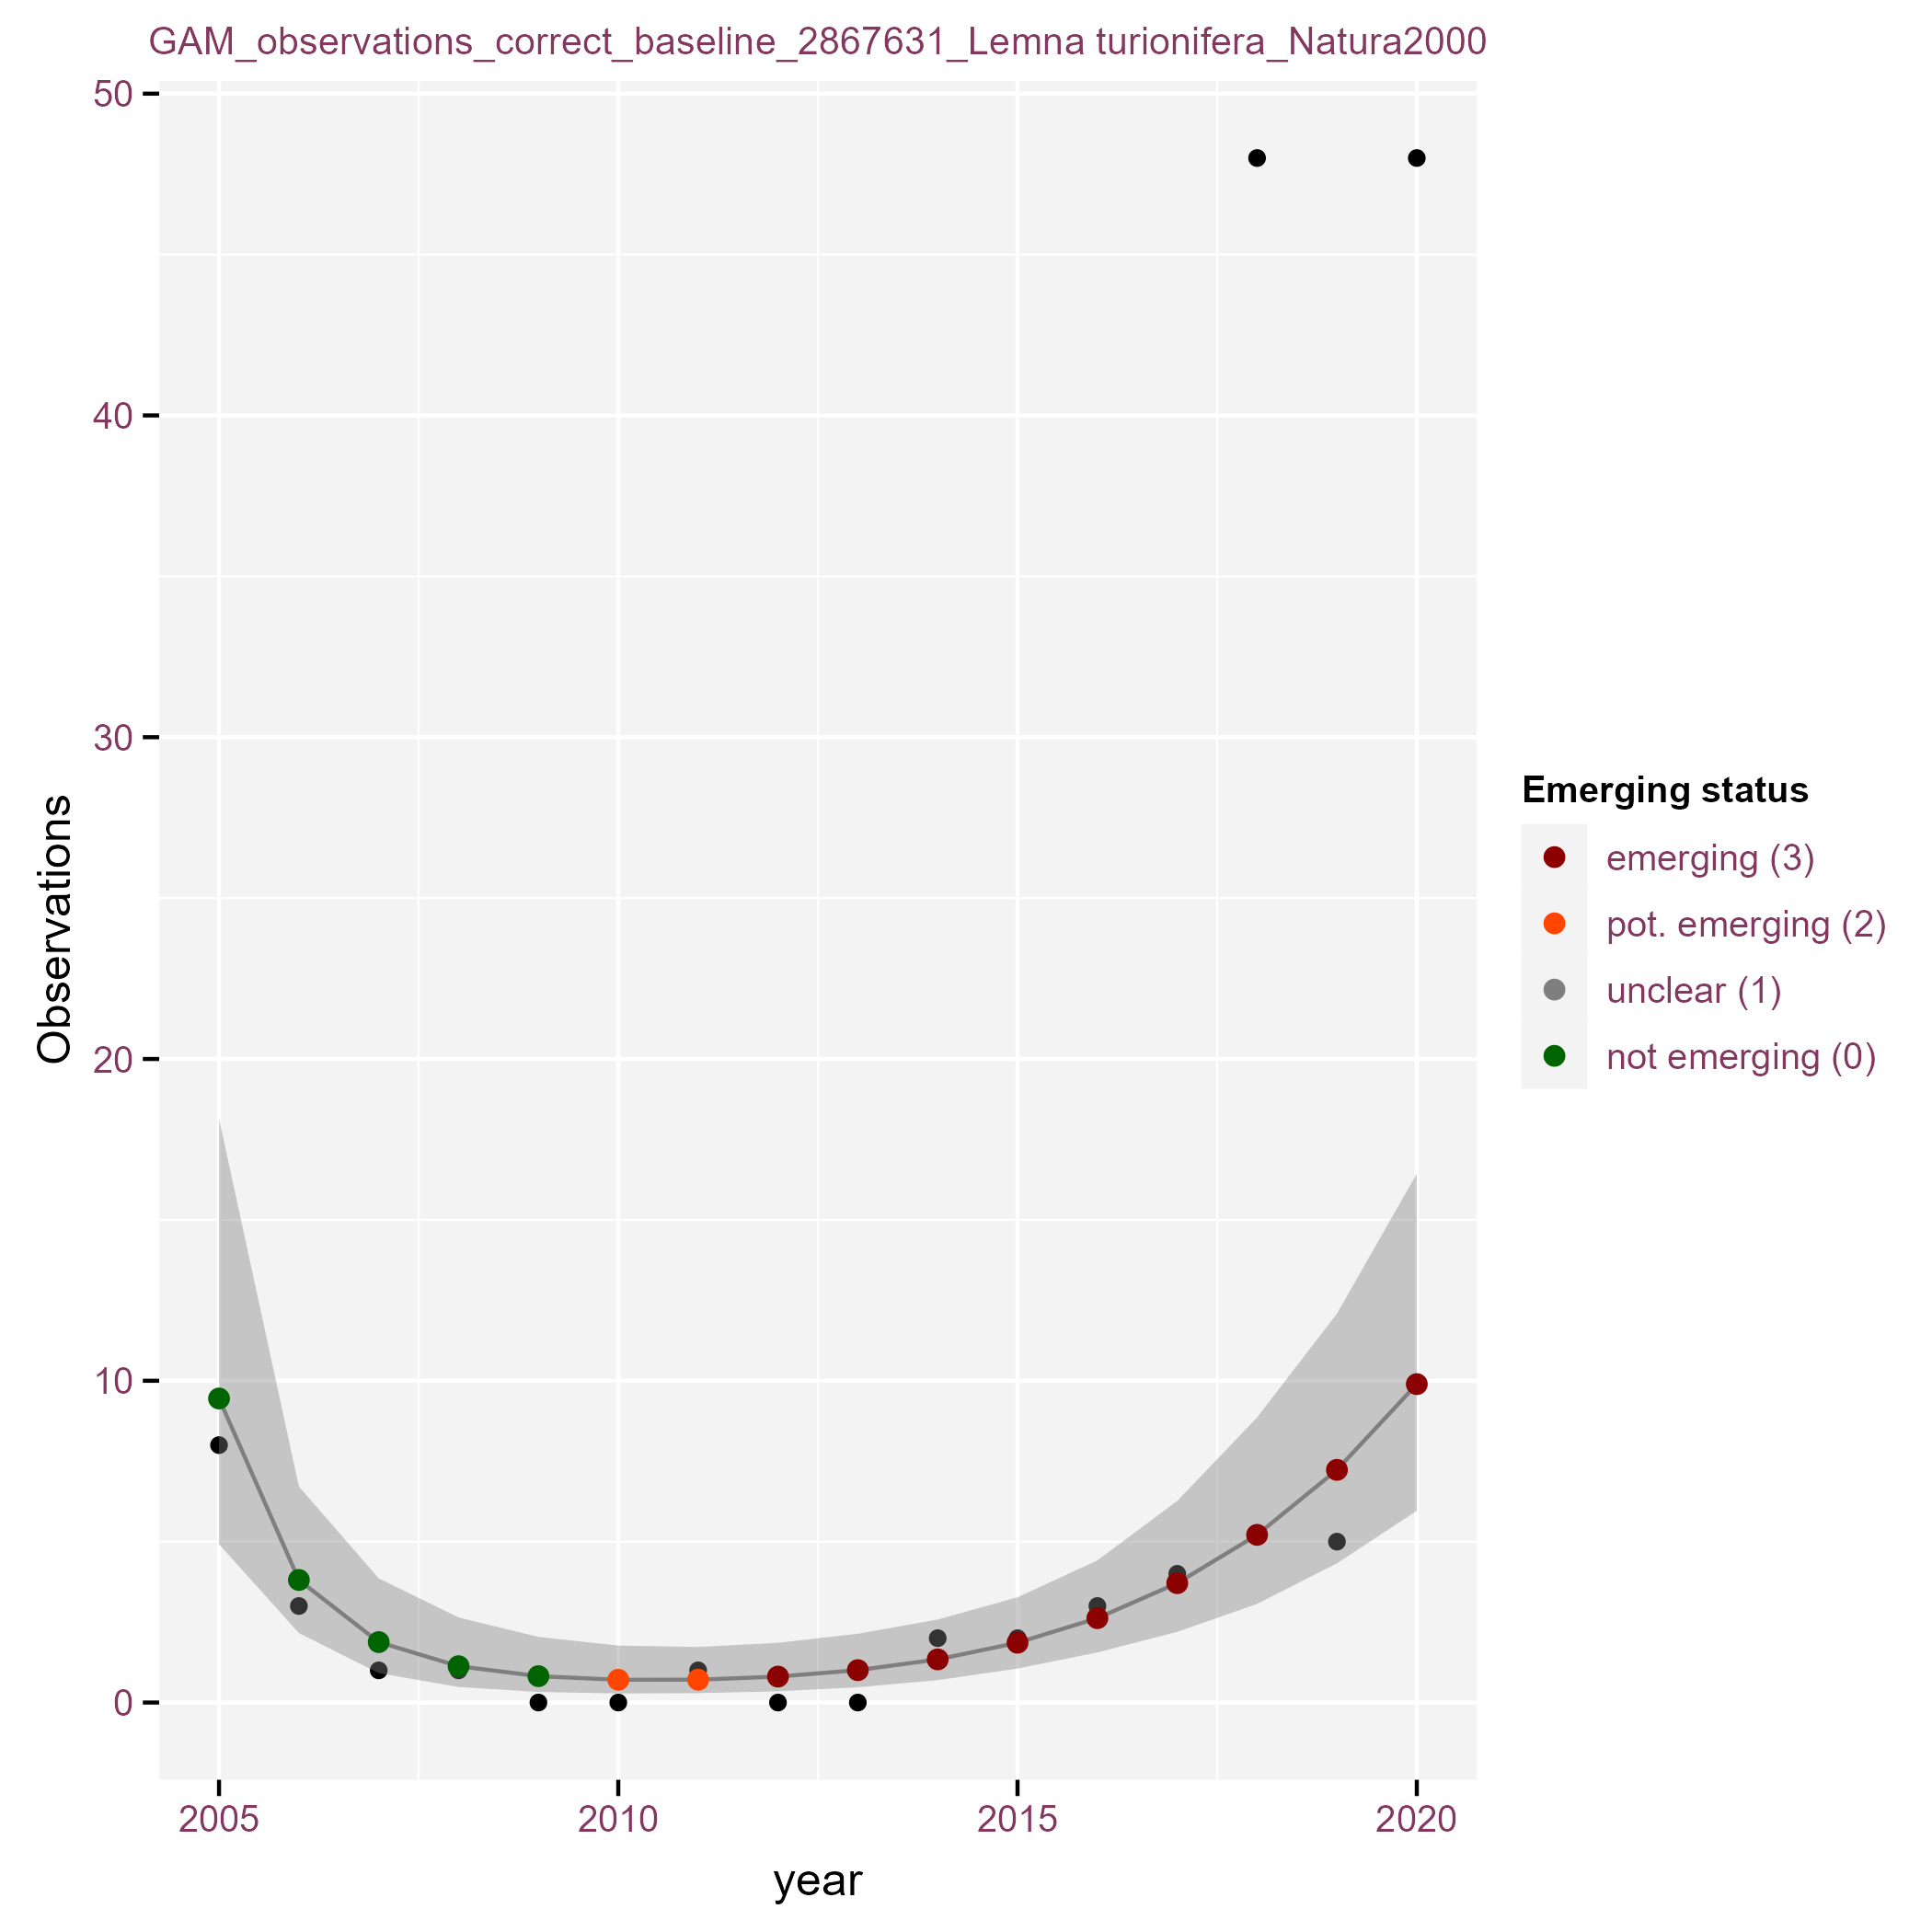 GAM_observations_correct_baseline_2867631_Lemna turionifera_Natura2000
50
40
30
20
10
0
Observations
2005 2010 2015 2020
year
Emerging status
emerging (3)
pot. emerging (2)
unclear (1)
not emerging (0)